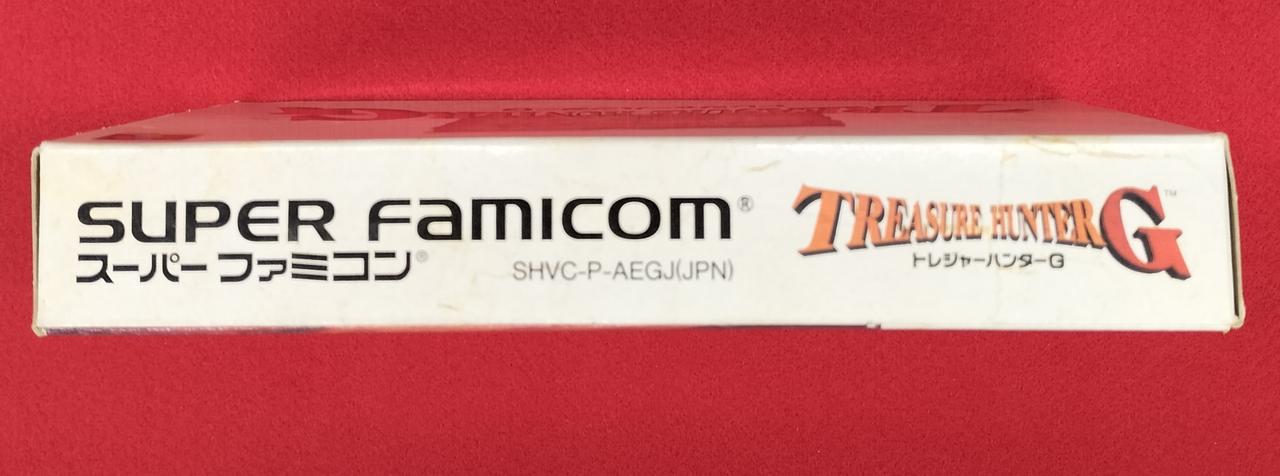 SUPER FAMICOM®
スーパーファミコン®
SHVC-P-AEGJ(JPN)
TREASURE HUNTER G™
トレジャーハンターG